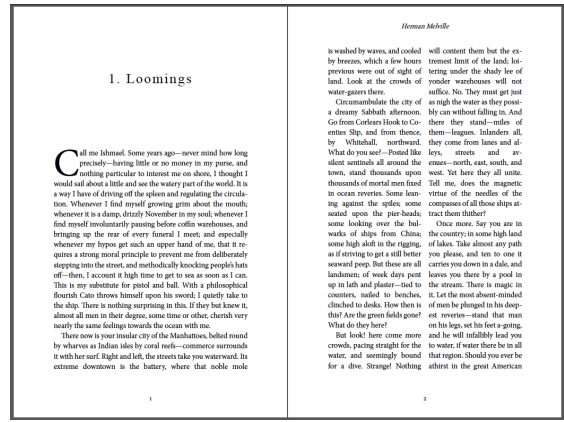 1. Loomings
Call me Ishmael. Some years ago—never mind how long
precisely—having little or no money in my purse, and
nothing particular to interest me on shore, I thought I
would sail about a little and see the watery part of the world. It is
a way I have of driving off the spleen and regulating the circula-
tion. Whenever I find myself growing grim about the mouth;
whenever it is a damp, drizzly November in my soul; whenever I
find myself involuntarily pausing before coffin warehouses, and
bringing up the rear of every funeral I meet; and especially
whenever my hypos get such an upper hand of me, that it re-
quires a strong moral principle to prevent me from deliberately
stepping into the street, and methodically knocking people's hats
off—then, I account it high time to get to sea as soon as I can.
This is my substitute for pistol and ball. With a philosophical
flourish Cato throws himself upon his sword; I quietly take to
the ship. There is nothing surprising in this. If they but knew it,
almost all men in their degree, some time or other, cherish very
nearly the same feelings towards the ocean with me.
There now is your insular city of the Manhattoes, belted round
by wharves as Indian isles by coral reefs—commerce surrounds
it with her surf. Right and left, the streets take you waterward. Its
extreme downtown is the battery, where that noble mole
1
Herman Melville
is washed by waves, and cooled
by breezes, which a few hours
previous were out of sight of
land. Look at the crowds of
water-gazers there.
Circumambulate the city of
a dreamy Sabbath afternoon.
Go from Corlears Hook to Co-
enties Slip, and from thence,
by Whitehall, northward.
What do you see?—Posted like
silent sentinels all around the
town, stand thousands upon
thousands of mortal men fixed
in ocean reveries. Some lean-
ing against the spiles; some
seated upon the pier-heads;
some looking over the bul-
warks of ships from China;
some high aloft in the rigging,
as if striving to get a still better
seaward peep. But these are all
landsmen; of week days pent
up in lath and plaster—tied to
counters, nailed to benches,
clinched to desks. How then is
this? Are the green fields gone?
What do they here?
But look! here come more
crowds, pacing straight for the
water, and seemingly bound
for a dive. Strange! Nothing
will content them but the ex-
tremest limit of the land; loi-
tering under the shady lee of
yonder warehouses will not
suffice. No. They must get just
as nigh the water as they possi-
bly can without falling in. And
there they stand—miles of
them—leagues. Inlanders all,
they come from lanes and al-
leys, streets and av-
enues—north, east, south, and
west. Yet here they all unite.
Tell me, does the magnetic
virtue of the needles of the
compasses of all those ships at-
tract them thither?
Once more. Say you are in
the country; in some high land
of lakes. Take almost any path
you please, and ten to one it
carries you down in a dale, and
leaves you there by a pool in
the stream. There is magic in
it. Let the most absent-minded
of men be plunged in his deep-
est reveries—stand that man
on his legs, set his feet a-going,
and he will infallibly lead you
to water, if water there be in all
that region. Should you ever be
athirst in the great American
2